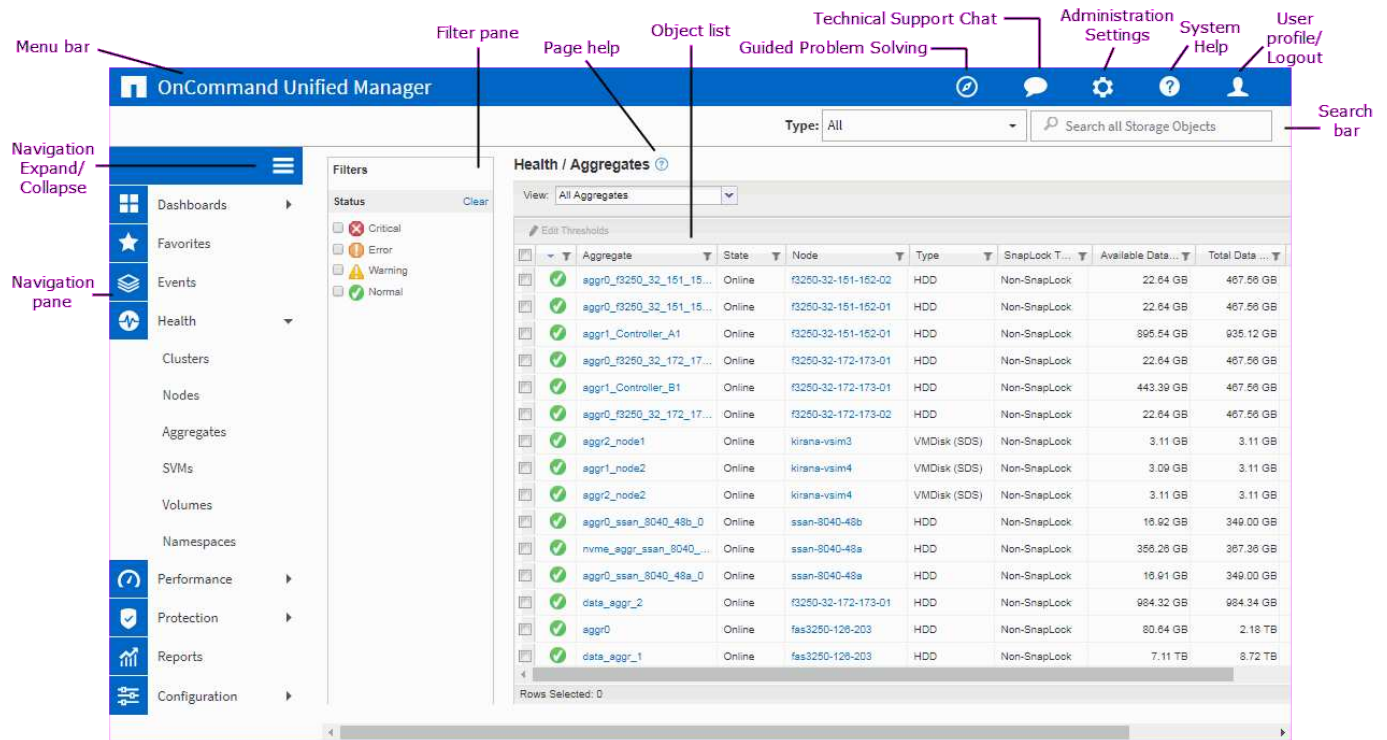 Technical Support Chat
Administration
Settings
System
Help
User
profile/
Logout
Menu bar
Filter pane
Page help
Object list
Guided Problem Solving
OnCommand Unified Manager
Type: All
Search all Storage Objects
Search
bar
Navigation
Expand/
Collapse
Navigation
pane
Dashboards
Favorites
Events
Health
Clusters
Nodes
Aggregates
SVMs
Volumes
Namespaces
Performance
Protection
Reports
Configuration
Filters
Status Clear
Critical
Error
Warning
Normal
Health / Aggregates ?
View: All Aggregates
Edit Thresholds
Aggregate State Node Type SnapLock T... Available Data... Total Data ...
aggr0_f3250_32_151_15... Online f3250-32-151-152-02 HDD Non-SnapLock 22.64 GB 467.56 GB
aggr0_f3250_32_151_15... Online f3250-32-151-152-01 HDD Non-SnapLock 22.64 GB 467.56 GB
aggr1_Controller_A1 Online f3250-32-151-152-01 HDD Non-SnapLock 895.54 GB 935.12 GB
aggr0_f3250_32_172_17... Online f3250-32-172-173-01 HDD Non-SnapLock 22.64 GB 467.56 GB
aggr1_Controller_B1 Online f3250-32-172-173-01 HDD Non-SnapLock 443.39 GB 467.56 GB
aggr0_f3250_32_172_17... Online f3250-32-172-173-02 HDD Non-SnapLock 22.64 GB 467.56 GB
aggr2_node1 Online kirana-vsim3 VMDisk (SDS) Non-SnapLock 3.11 GB 3.11 GB
aggr1_node2 Online kirana-vsim4 VMDisk (SDS) Non-SnapLock 3.09 GB 3.11 GB
aggr2_node2 Online kirana-vsim4 VMDisk (SDS) Non-SnapLock 3.11 GB 3.11 GB
aggr0_ssan_8040_48b_0 Online ssan-8040-48b HDD Non-SnapLock 16.92 GB 349.00 GB
nvme_aggr_ssan_8040_... Online ssan-8040-48a HDD Non-SnapLock 356.26 GB 367.36 GB
aggr0_ssan_8040_48a_0 Online ssan-8040-48a HDD Non-SnapLock 16.91 GB 349.00 GB
data_aggr_2 Online f3250-32-172-173-01 HDD Non-SnapLock 984.32 GB 984.34 GB
aggr0 Online fas3250-126-203 HDD Non-SnapLock 80.64 GB 2.18 TB
data_aggr_1 Online fas3250-126-203 HDD Non-SnapLock 7.11 TB 8.72 TB
Rows Selected: 0